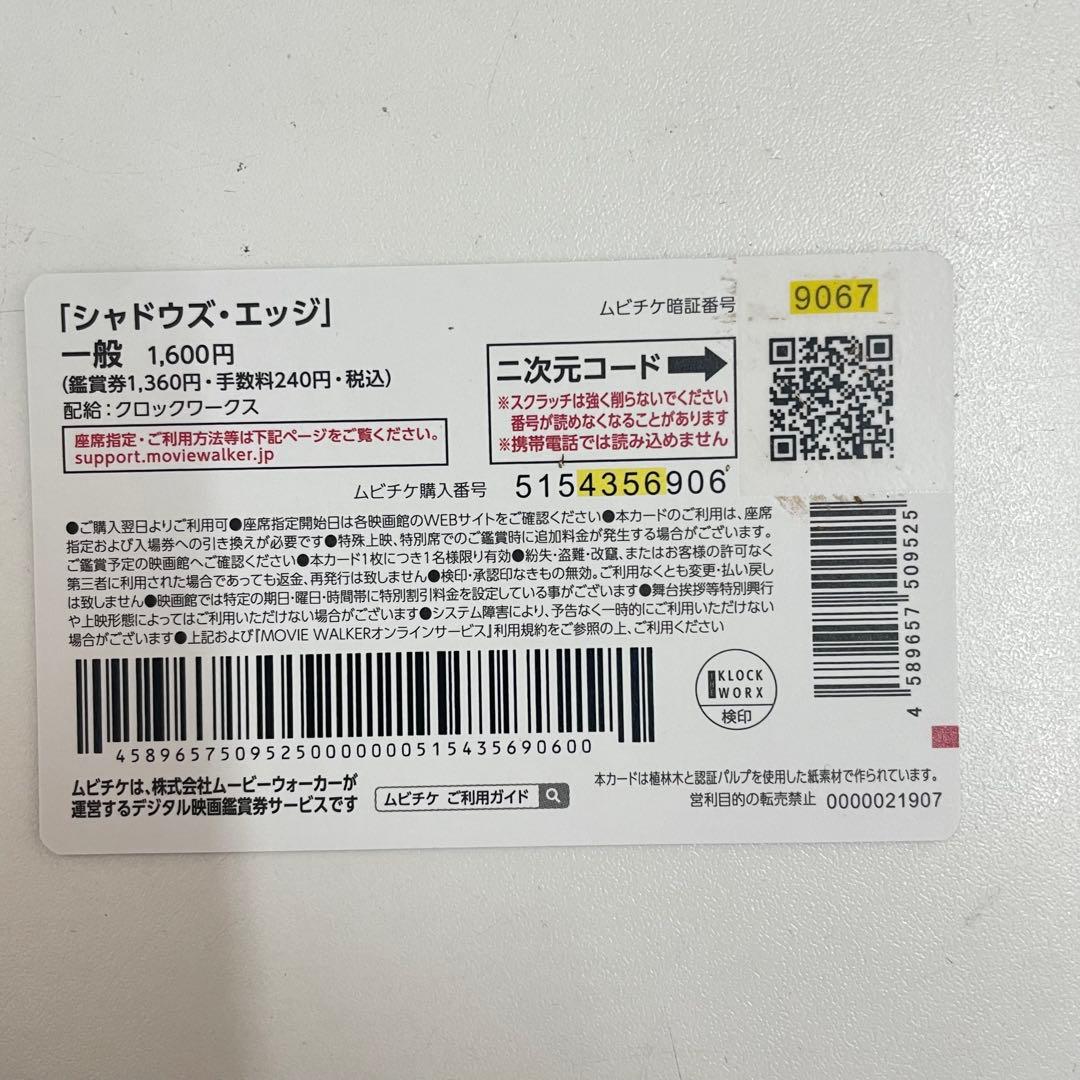 「シャドウズ・エッジ」
一般 1,600円
(鑑賞券1,360円・手数料240円・税込)
配給:クロックワークス
座席指定・ご利用方法等は下記ページをご覧ください。
support.moviewalker.jp
ムビチケ暗証番号 9067
二次元コード
※スクラッチは強く削らないでください
番号が読めなくなることがあります
※携帯電話では読み込めません
ムビチケ購入番号 5154356906
●ご購入翌日よりご利用可●座席指定開始日は各映画館のWEBサイトをご確認ください●本カードのご利用は、座席
指定および入場券への引き換えが必要です●特殊上映、特別席でのご鑑賞時に追加料金が発生する場合がございます。
ご鑑賞予定の映画館へご確認ください●本カード1枚につき1名様限り有効●紛失・盗難・改竄、またはお客様の許可なく
第三者に利用された場合であっても返金、再発行は致しません●検印・承認印なきもの無効。ご利用なくとも変更・払い戻し
は致しません●映画館では特定の期日・曜日・時間帯に特別割引料金を設定している事がございます●舞台挨拶等特別興行
や上映形態によってはご利用いただけない場合がございます●システム障害により、予告なく一時的にご利用いただけない
場合がございます●上記および『MOVIE WALKERオンラインサービス』利用規約をご参照の上、ご利用ください
458965750952500000000515435690600
THE KLOCK WORX
検印
4 589657 509525
ムビチケは、株式会社ムービーウォーカーが
運営するデジタル映画鑑賞券サービスです
ムビチケ ご利用ガイド
本カードは植林木と認証パルプを使用した紙素材で作られています。
営利目的の転売禁止 0000021907